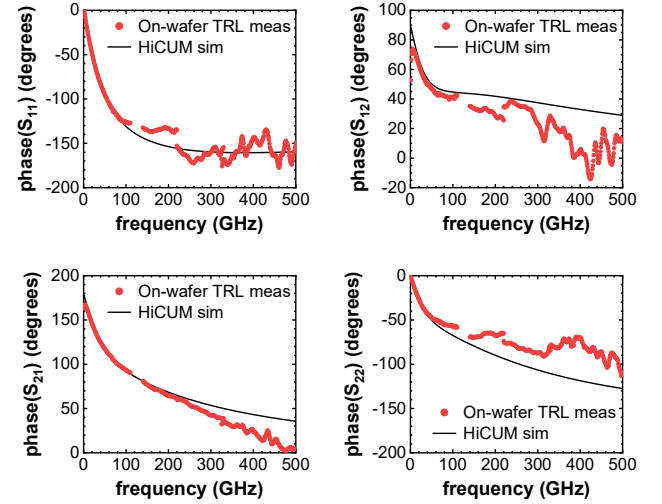 0
-50
-100
-150
-200
phase(S11) (degrees)
On-wafer TRL meas
HiCUM sim
0 100 200 300 400 500
frequency (GHz)
100
80
60
40
20
0
-20
phase(S12) (degrees)
On-wafer TRL meas
HiCUM sim
0 100 200 300 400 500
frequency (GHz)
200
150
100
50
0
phase(S21) (degrees)
On-wafer TRL meas
HiCUM sim
0 100 200 300 400 500
frequency (GHz)
0
-50
-100
-150
-200
phase(S22) (degrees)
On-wafer TRL meas
HiCUM sim
0 100 200 300 400 500
frequency (GHz)